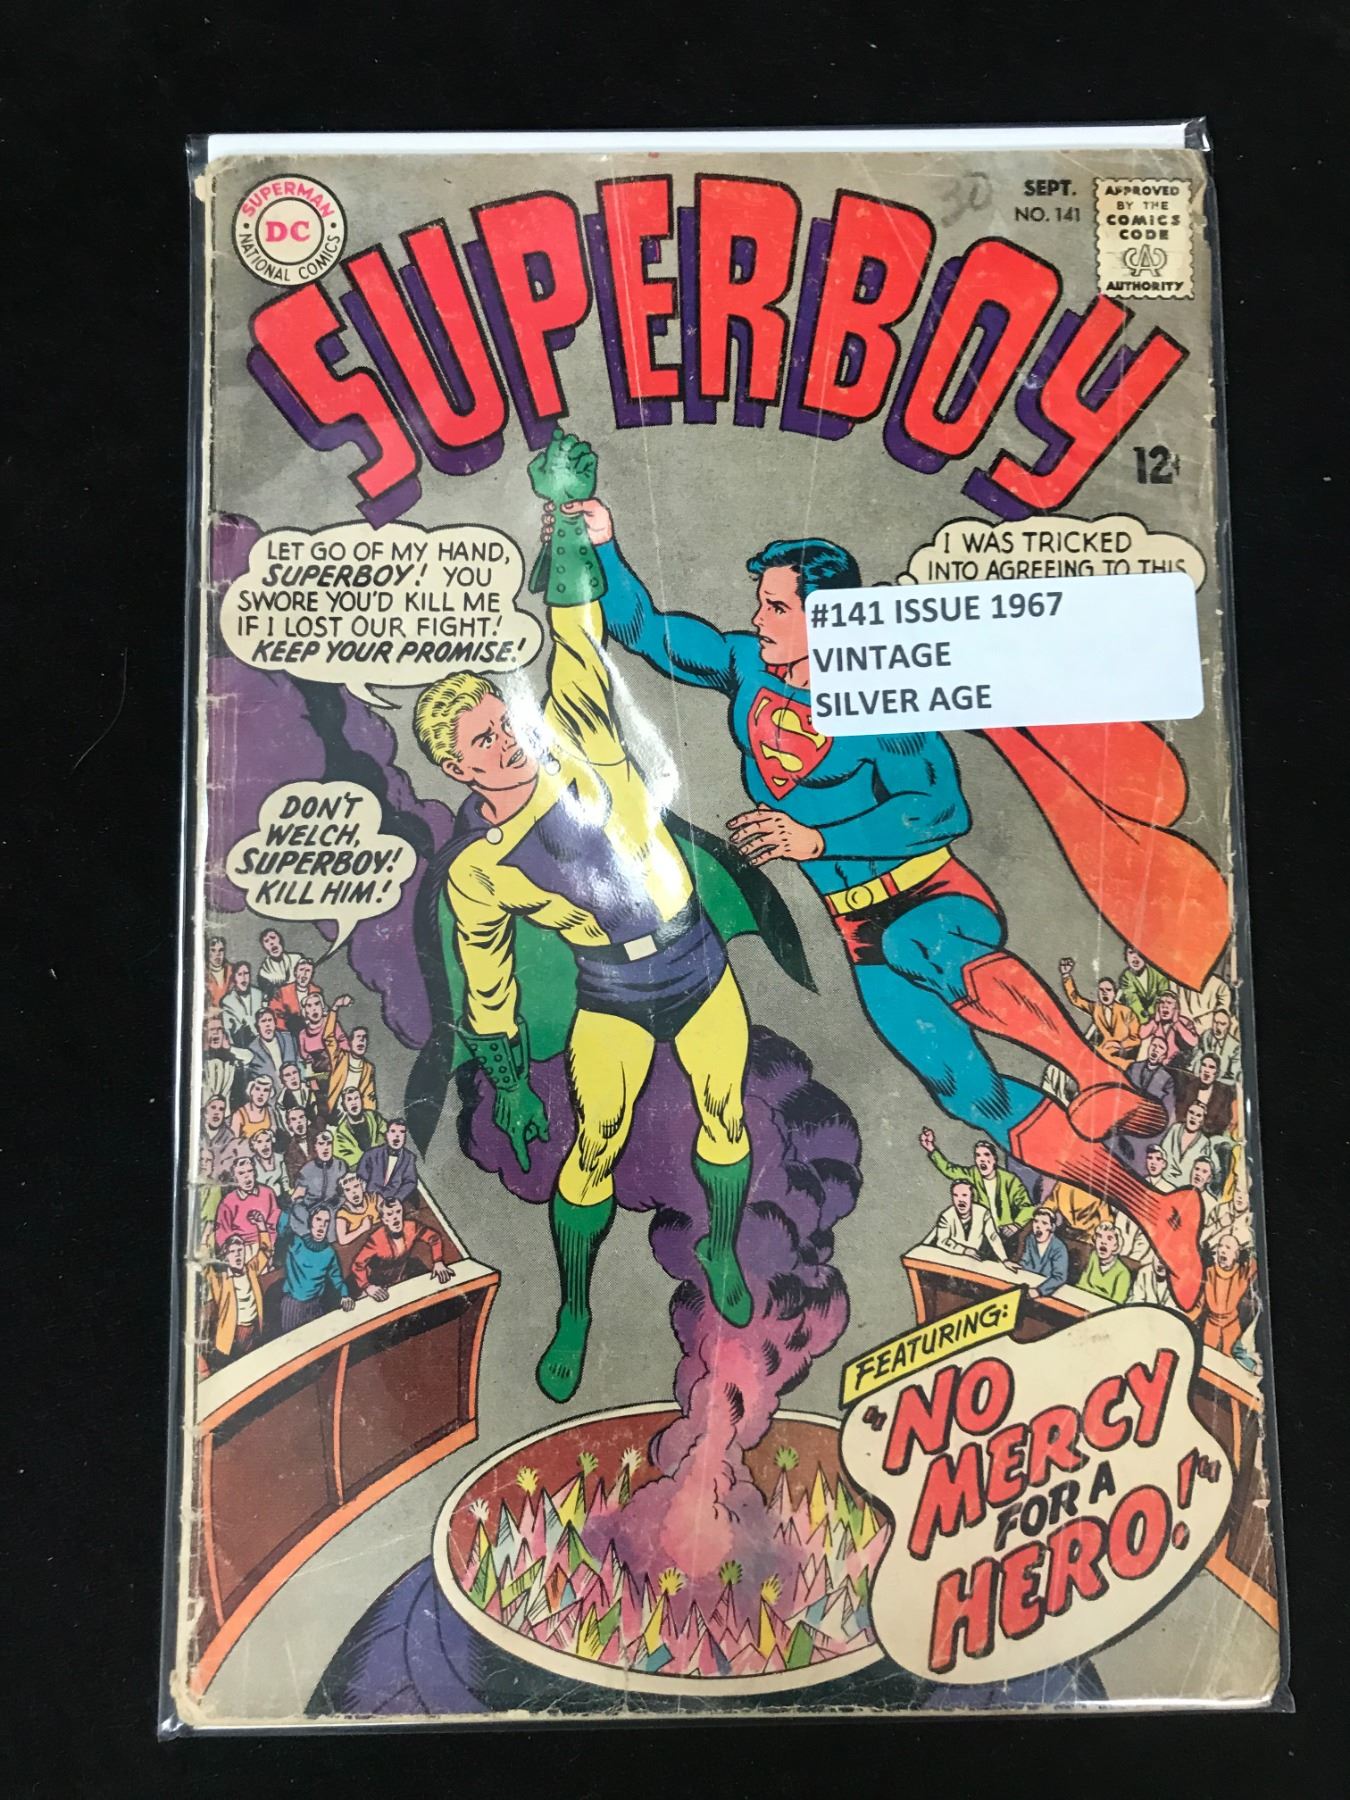 SUPERMAN
DC
NATIONAL COMICS
30
SEPT.
NO. 141
APPROVED
BY THE
COMICS
CODE
CA
AUTHORITY
SUPERBOY
12¢
LET GO OF MY HAND,
SUPERBOY! YOU
SWORE YOU'D KILL ME
IF I LOST OUR FIGHT!
KEEP YOUR PROMISE!
I WAS TRICKED
INTO AGREEING TO THIS
#141 ISSUE 1967
VINTAGE
SILVER AGE
S
DON'T
WELCH,
SUPERBOY!
KILL HIM!
FEATURING:
"NO
MERCY
FOR A
HERO!"